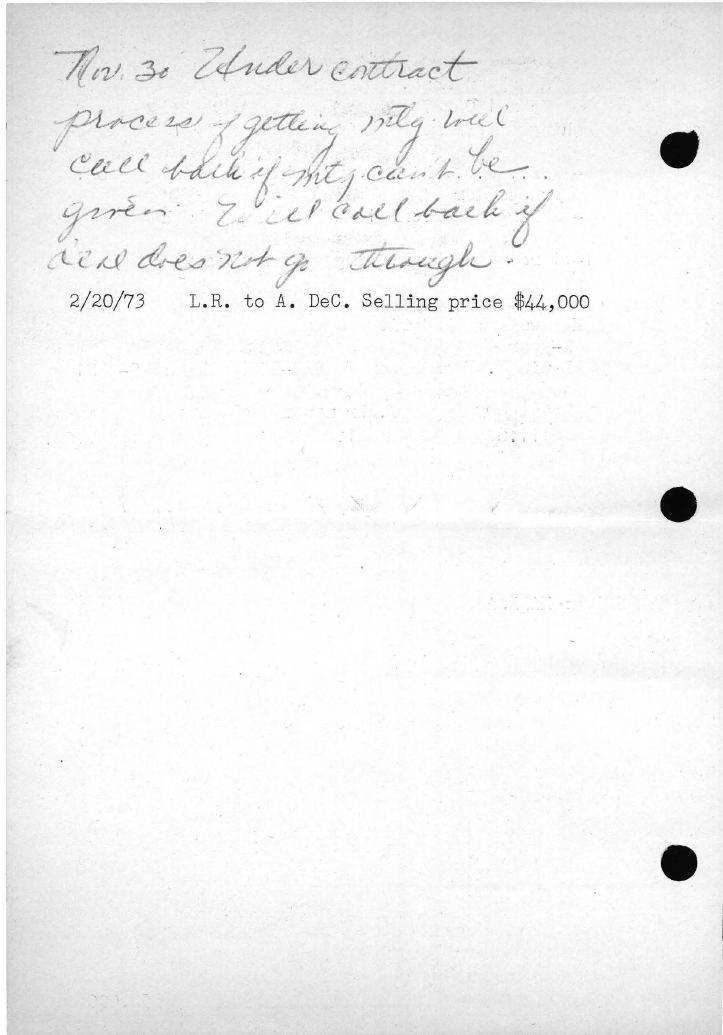 Nov. 30 Under contract
process of getting mtg will
call back if mtg can't be
given. Will call back if
deal does not go through.
2/20/73 L.R. to A. DeC. Selling price $44,000